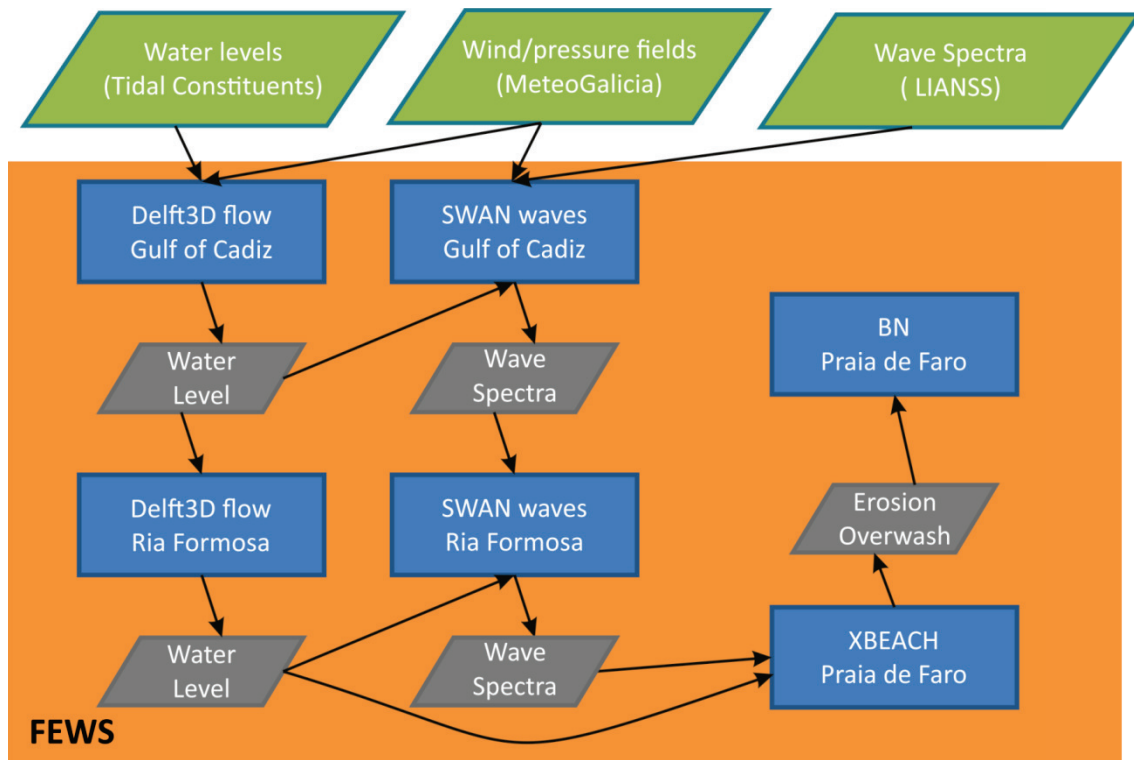 Water levels
(Tidal Constituents)
Wind/pressure fields
(MeteoGalicia)
Wave Spectra
( LIANSS)
Delft3D flow
Gulf of Cadiz
SWAN waves
Gulf of Cadiz
Water
Level
Wave
Spectra
BN
Praia de Faro
Delft3D flow
Ria Formosa
SWAN waves
Ria Formosa
Erosion
Overwash
Water
Level
Wave
Spectra
XBEACH
Praia de Faro
FEWS